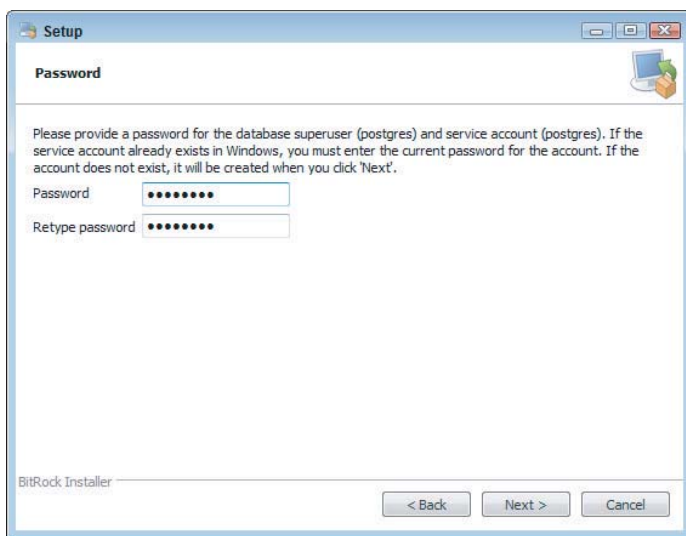 Setup
Password
Please provide a password for the database superuser (postgres) and service account (postgres). If the
service account already exists in Windows, you must enter the current password for the account. If the
account does not exist, it will be created when you click 'Next'.
Password ••••••••
Retype password ••••••••
BitRock Installer
< Back Next > Cancel